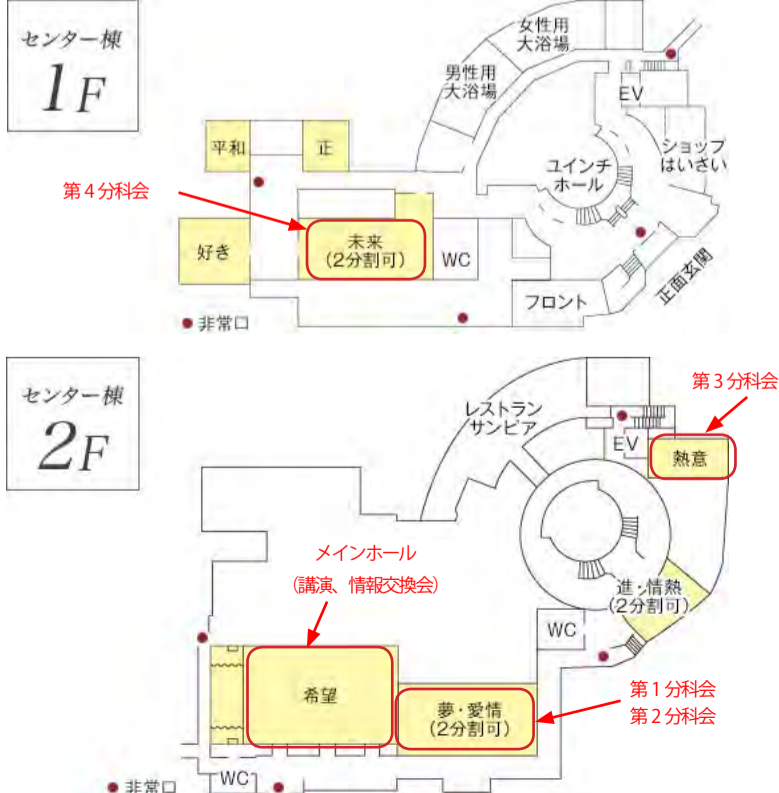 センター棟
1F
女性用
大浴場
男性用
大浴場
EV
ショップ
はいさい
ユインチ
ホール
平和
正
第4分科会
好き
未来
(2分割可)
WC
フロント
正面玄関
●非常口
センター棟
2F
レストラン
サンピア
第3分科会
EV
熱意
メインホール
(講演、情報交換会)
進・情熱
(2分割可)
WC
希望
夢・愛情
(2分割可)
第1分科会
第2分科会
WC
●非常口